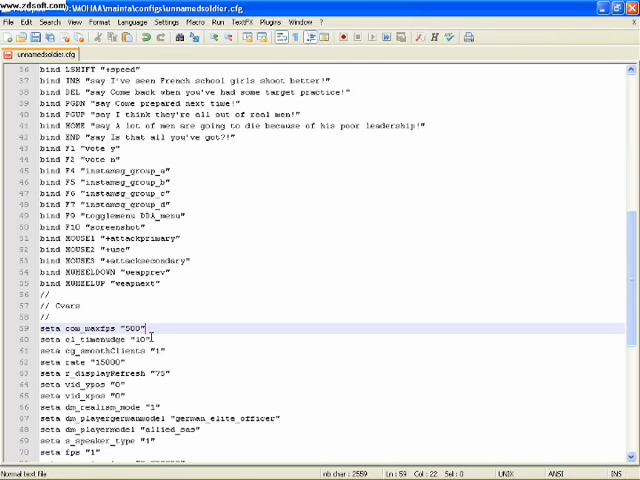 www.zdsoft.com
:\MOHAA\mainta\configs\unnamedsoldier.cfg
File Edit Search View Format Language Settings Macro Run TextFX Plugins Window ?
X
unnamedsoldier.cfg
36 bind LSHIFT "+speed"
37 bind INS "say I've seen French school girls shoot better!"
38 bind DEL "say Come back when you've had some target practice!"
39 bind PGDN "say Come prepared next time!"
40 bind PGUP "say I think they're all out of real men!"
41 bind HOME "say A lot of men are going to die because of his poor leadership!"
42 bind END "say Is that all you've got?!"
43 bind F1 "vote y"
44 bind F2 "vote n"
45 bind F4 "instamsg_group_a"
46 bind F5 "instamsg_group_b"
47 bind F6 "instamsg_group_c"
48 bind F7 "instamsg_group_d"
49 bind F9 "togglemenu DDA_menu"
50 bind F10 "screenshot"
51 bind MOUSE1 "+attackprimary"
52 bind MOUSE2 "+use"
53 bind MOUSE3 "+attacksecondary"
54 bind MWHEELDOWN "weapprev"
55 bind MWHEELUP "weapnext"
56 //
57 // Cvars
58 //
59 seta com_maxfps "500"
60 seta cl_timenudge "10"
61 seta cg_smoothClients "1"
62 seta rate "15000"
63 seta r_displayRefresh "75"
64 seta vid_ypos "0"
65 seta vid_xpos "0"
66 seta dm_realism_mode "1"
67 seta dm_playergermanmodel "german_elite_officer"
68 seta dm_playermodel "allied_sas"
69 seta s_speaker_type "1"
70 seta fps "1"
Normal text file nb char : 2559 Ln : 59 Col : 22 Sel : 0 UNIX ANSI INS